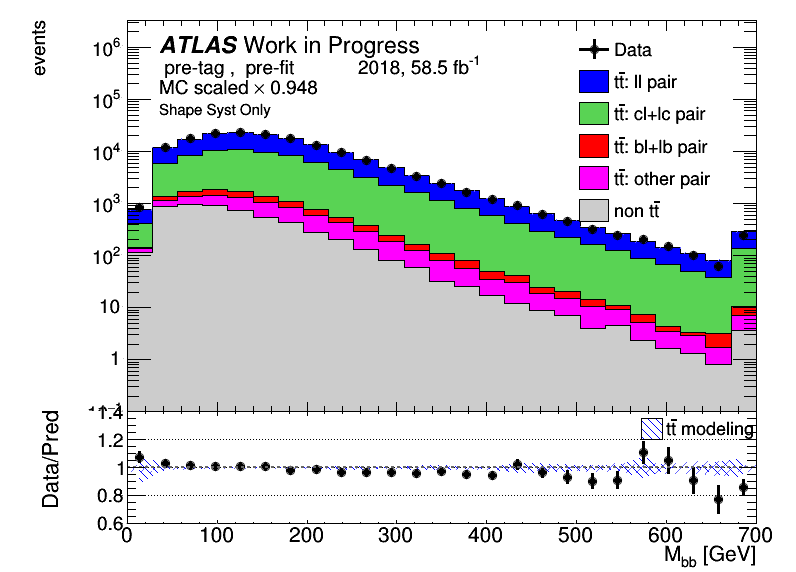 events
10⁶
10⁵
10⁴
10³
10²
10
1
ATLAS Work in Progress
pre-tag , pre-fit 2018, 58.5 fb⁻¹
MC scaled × 0.948
Shape Syst Only
Data
tt̄: ll pair
tt̄: cl+lc pair
tt̄: bl+lb pair
tt̄: other pair
non tt̄
Data/Pred
1.4
1.2
1
0.8
0.6
tt̄ modeling
0 100 200 300 400 500 600 700
M_bb [GeV]